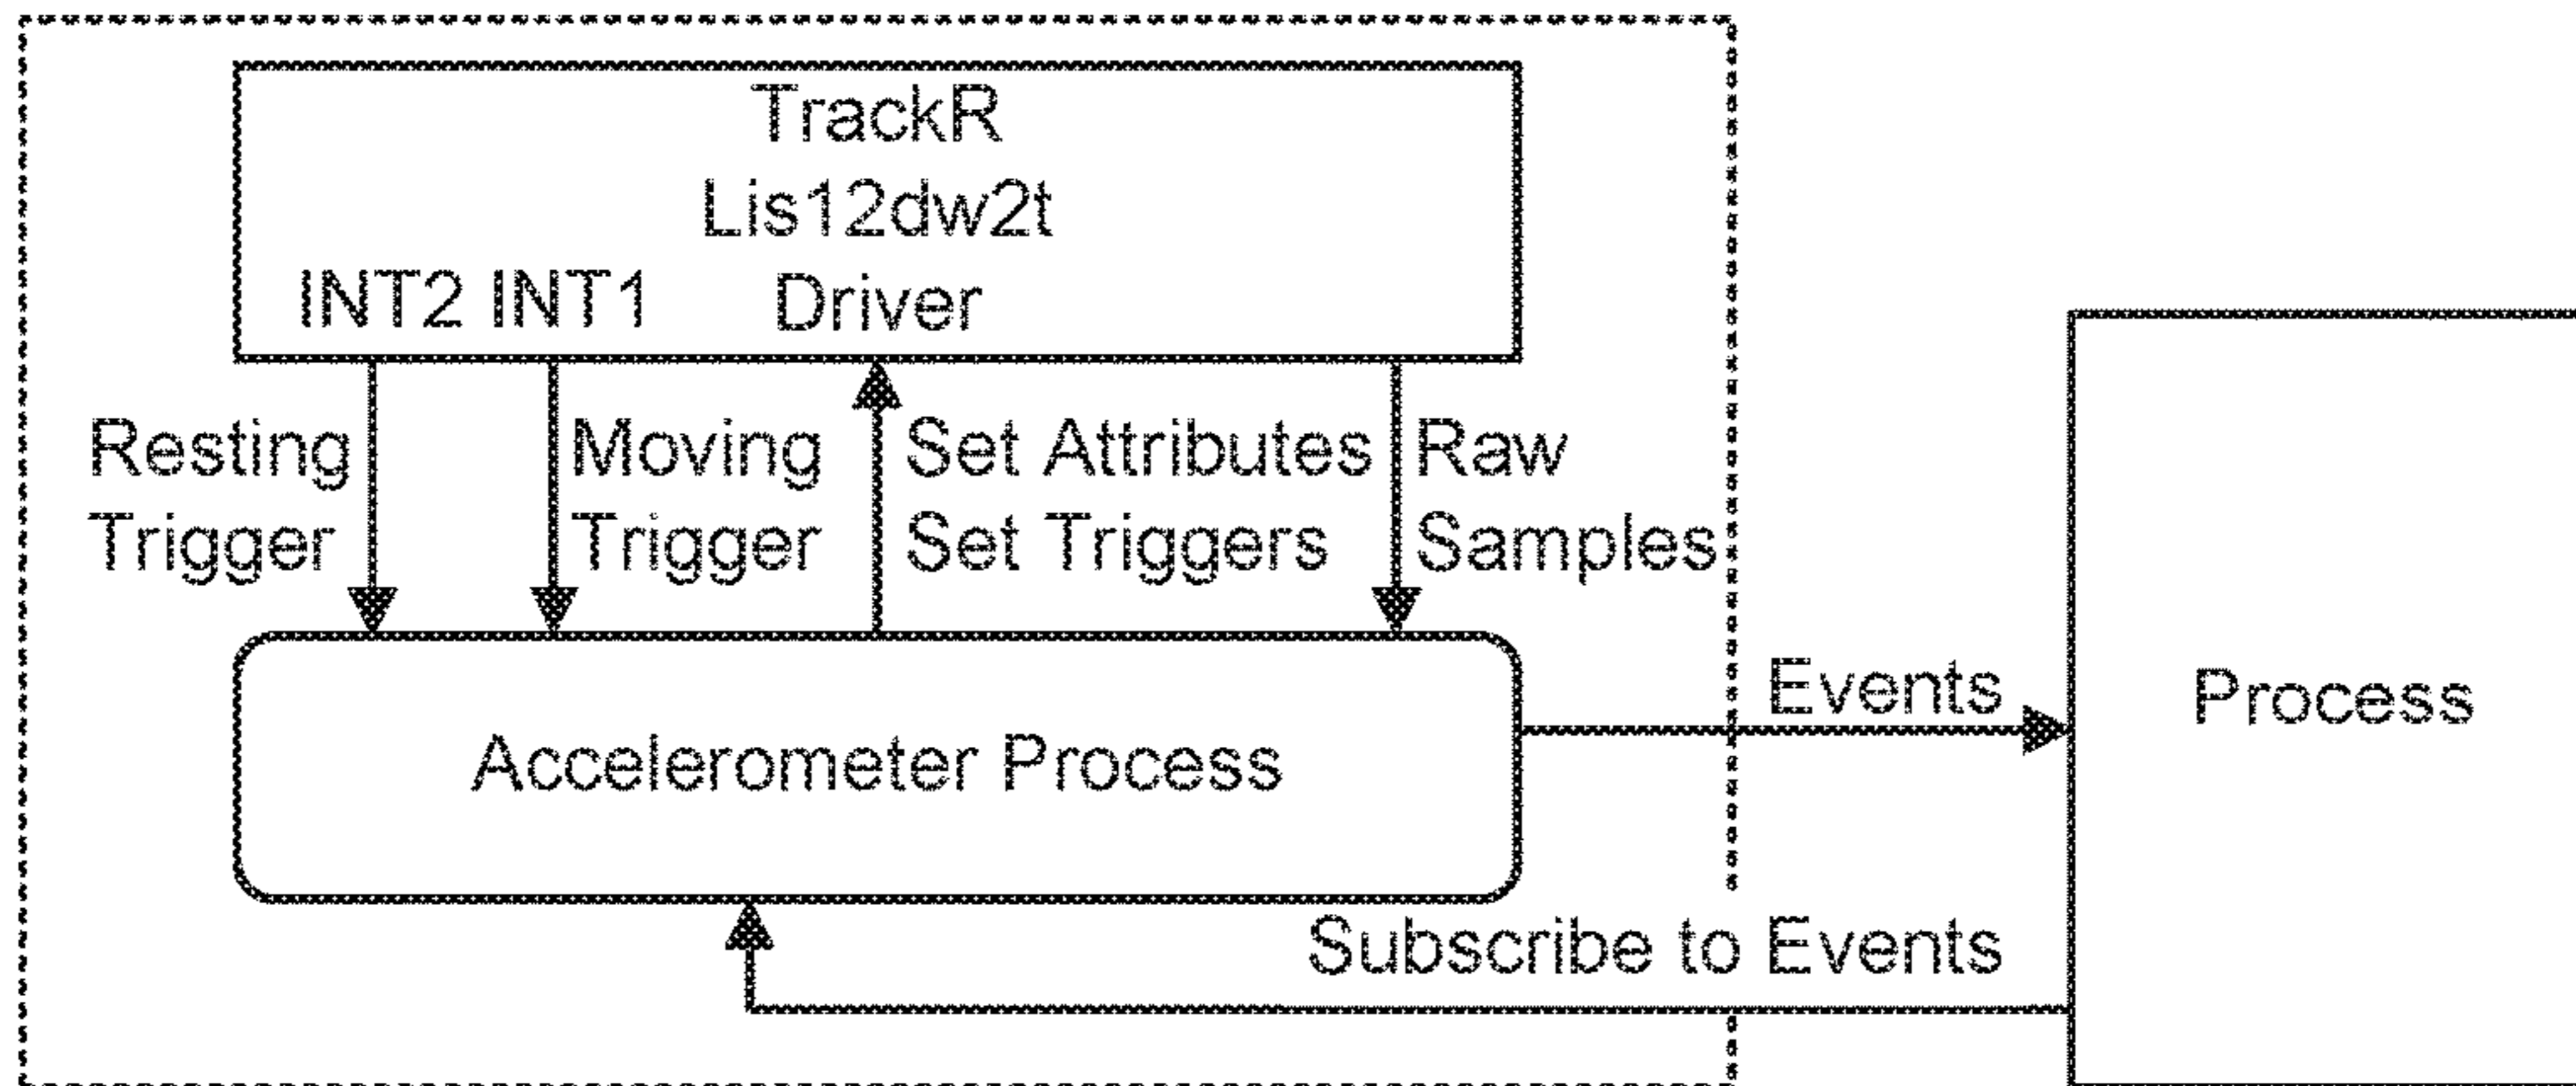 TrackR
Lis12dw2t
INT2 INT1 Driver
Resting
Trigger
Moving
Trigger
Set Attributes
Set Triggers
Raw
Samples
Accelerometer Process
Events
Process
Subscribe to Events